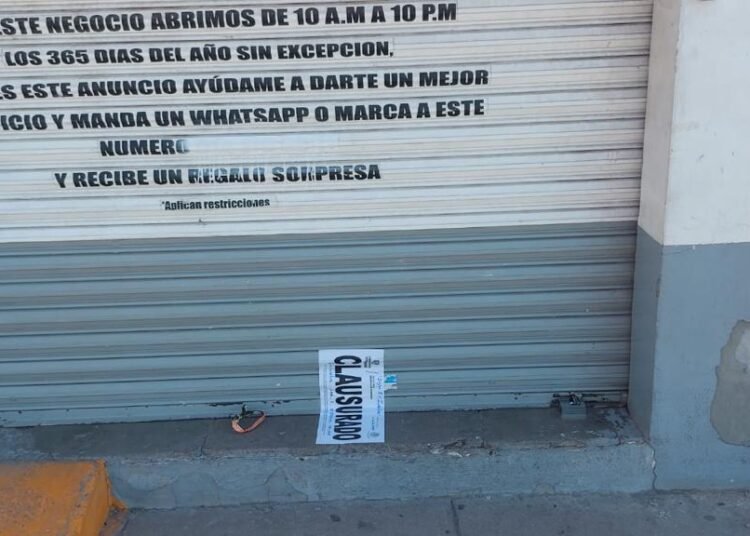 STE NEGOCIO ABRIMOS DE 10 A.M A 10 P.M
LOS 365 DIAS DEL AÑO SIN EXCEPCION,
ES ESTE ANUNCIO AYÚDAME A DARTE UN MEJOR
ICIO Y MANDA UN WHATSAPP O MARCA A ESTE
NUMERO
Y RECIBE UN REGALO SORPRESA
*Aplican restricciones
CLAUSURADO